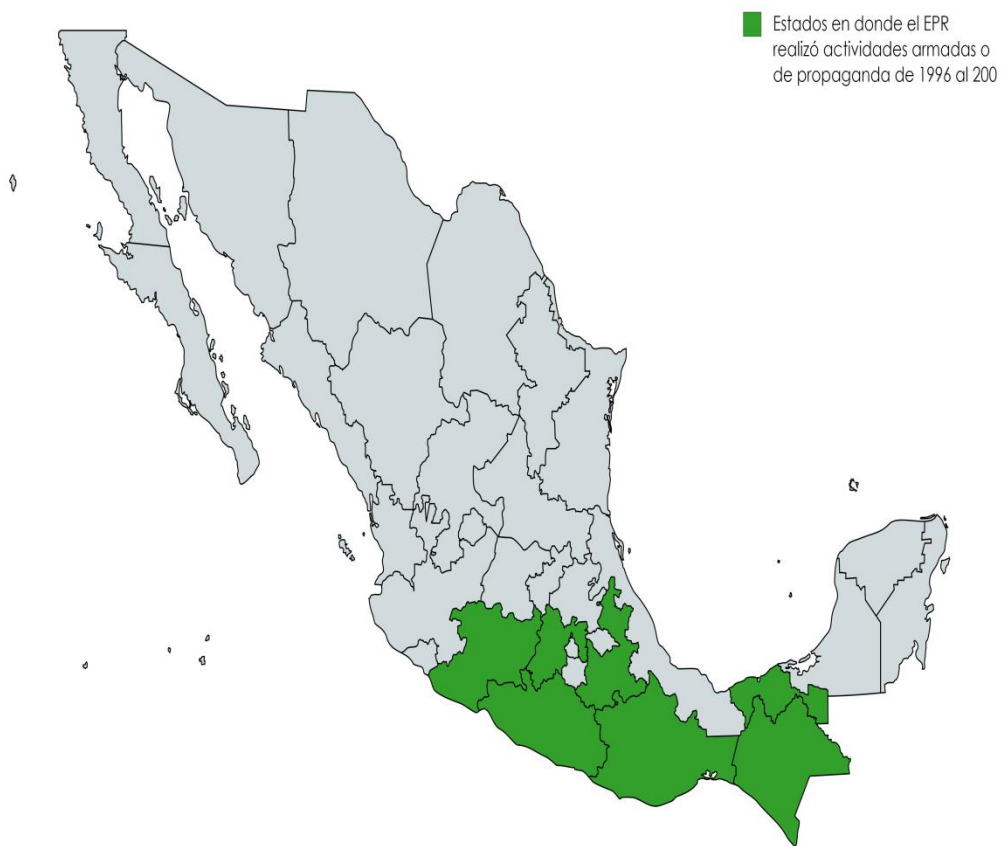 Estados en donde el EPR
realizó actividades armadas o
de propaganda de 1996 al 200